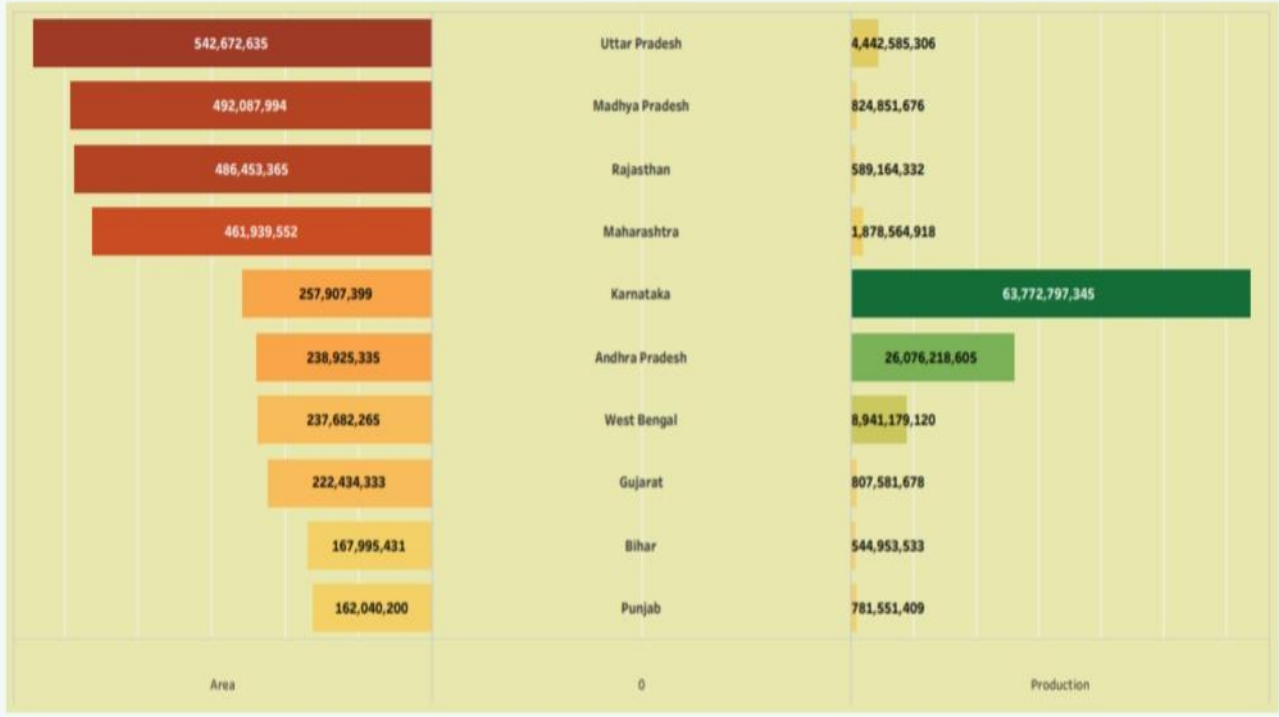 542,672,635 Uttar Pradesh 4,442,585,306
492,087,994 Madhya Pradesh 824,851,676
486,453,365 Rajasthan 589,164,332
461,939,552 Maharashtra 1,878,564,918
257,907,399 Karnataka 63,772,797,345
238,925,335 Andhra Pradesh 26,076,218,605
237,682,265 West Bengal 8,941,179,120
222,434,333 Gujarat 807,581,678
167,995,431 Bihar 544,953,533
162,040,200 Punjab 781,551,409
Area 0 Production